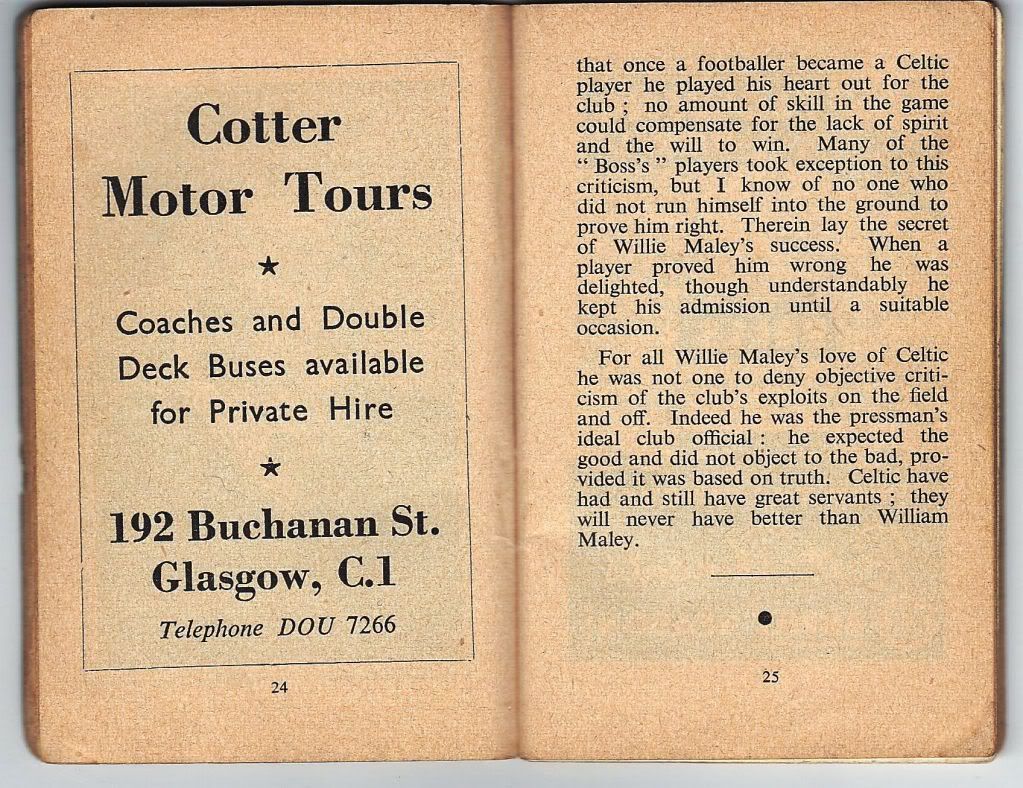 Cotter
Motor Tours
★
Coaches and Double
Deck Buses available
for Private Hire
★
192 Buchanan St.
Glasgow, C.1
Telephone DOU 7266
24
that once a footballer became a Celtic
player he played his heart out for the
club ; no amount of skill in the game
could compensate for the lack of spirit
and the will to win. Many of the
“ Boss's ” players took exception to this
criticism, but I know of no one who
did not run himself into the ground to
prove him right. Therein lay the secret
of Willie Maley's success. When a
player proved him wrong he was
delighted, though understandably he
kept his admission until a suitable
occasion.
For all Willie Maley's love of Celtic
he was not one to deny objective criti-
cism of the club's exploits on the field
and off. Indeed he was the pressman's
ideal club official : he expected the
good and did not object to the bad, pro-
vided it was based on truth. Celtic have
had and still have great servants ; they
will never have better than William
Maley.
25